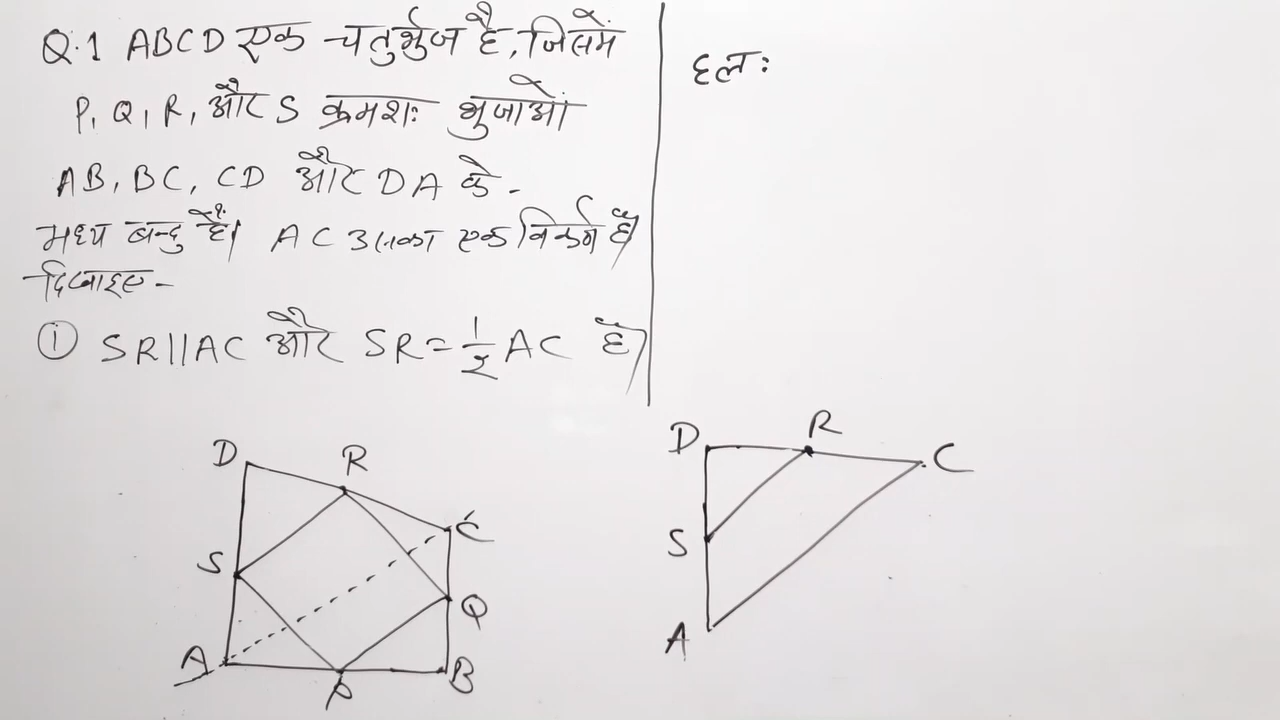 Q.1 ABCD एक चतुर्भुज है, जिसमें
P, Q, R, और S क्रमशः भुजाओं
AB, BC, CD और DA के -
मध्य बिन्दु हैं। AC उसका एक विकर्ण है।
दिखाइए -
① SR||AC और SR = 1/2 AC है।
D R C
S Q
A P B
हलः
D R C
S
A